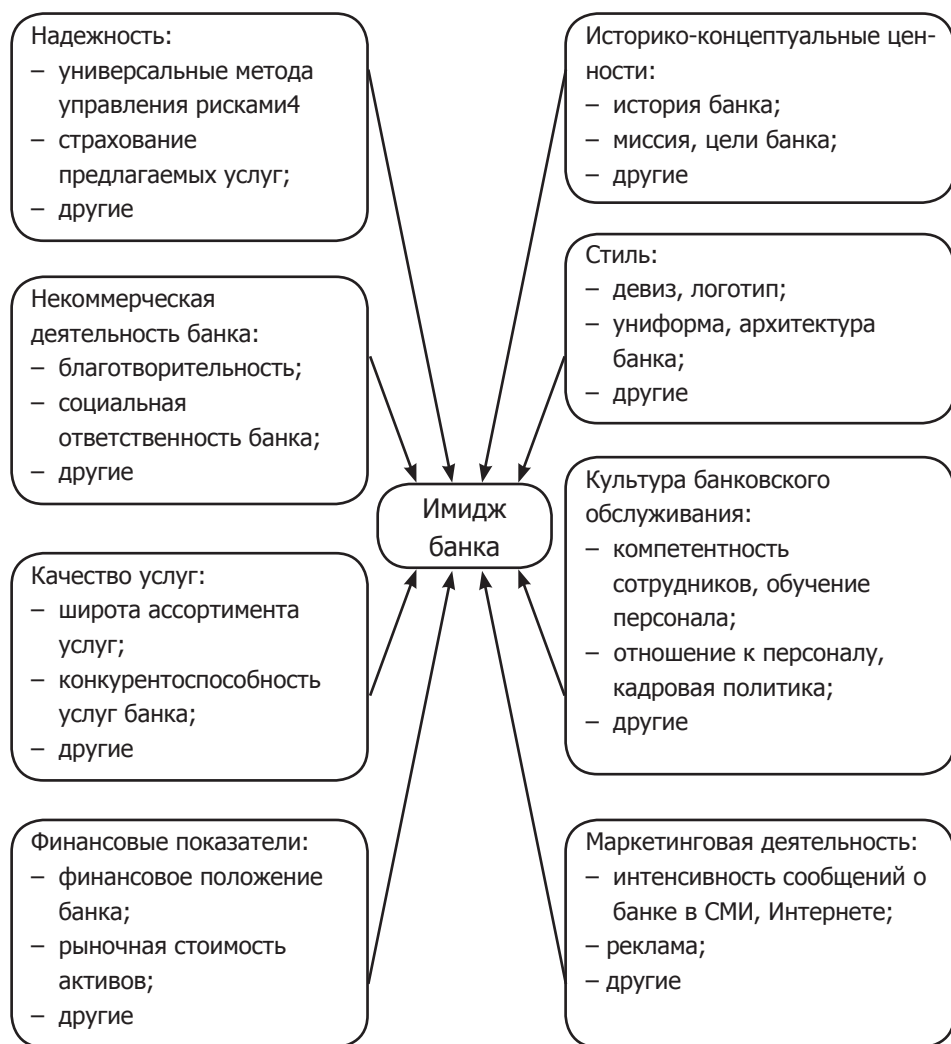 Надежность:
– универсальные метода
управления рисками4
– страхование
предлагаемых услуг;
– другие
Некоммерческая
деятельность банка:
– благотворительность;
– социальная
ответственность банка;
– другие
Качество услуг:
– широта ассортимента
услуг;
– конкурентоспособность
услуг банка;
– другие
Финансовые показатели:
– финансовое положение
банка;
– рыночная стоимость
активов;
– другие
Имидж
банка
Историко-концептуальные цен-
ности:
– история банка;
– миссия, цели банка;
– другие
Стиль:
– девиз, логотип;
– униформа, архитектура
банка;
– другие
Культура банковского
обслуживания:
– компетентность
сотрудников, обучение
персонала;
– отношение к персоналу,
кадровая политика;
– другие
Маркетинговая деятельность:
– интенсивность сообщений о
банке в СМИ, Интернете;
– реклама;
– другие